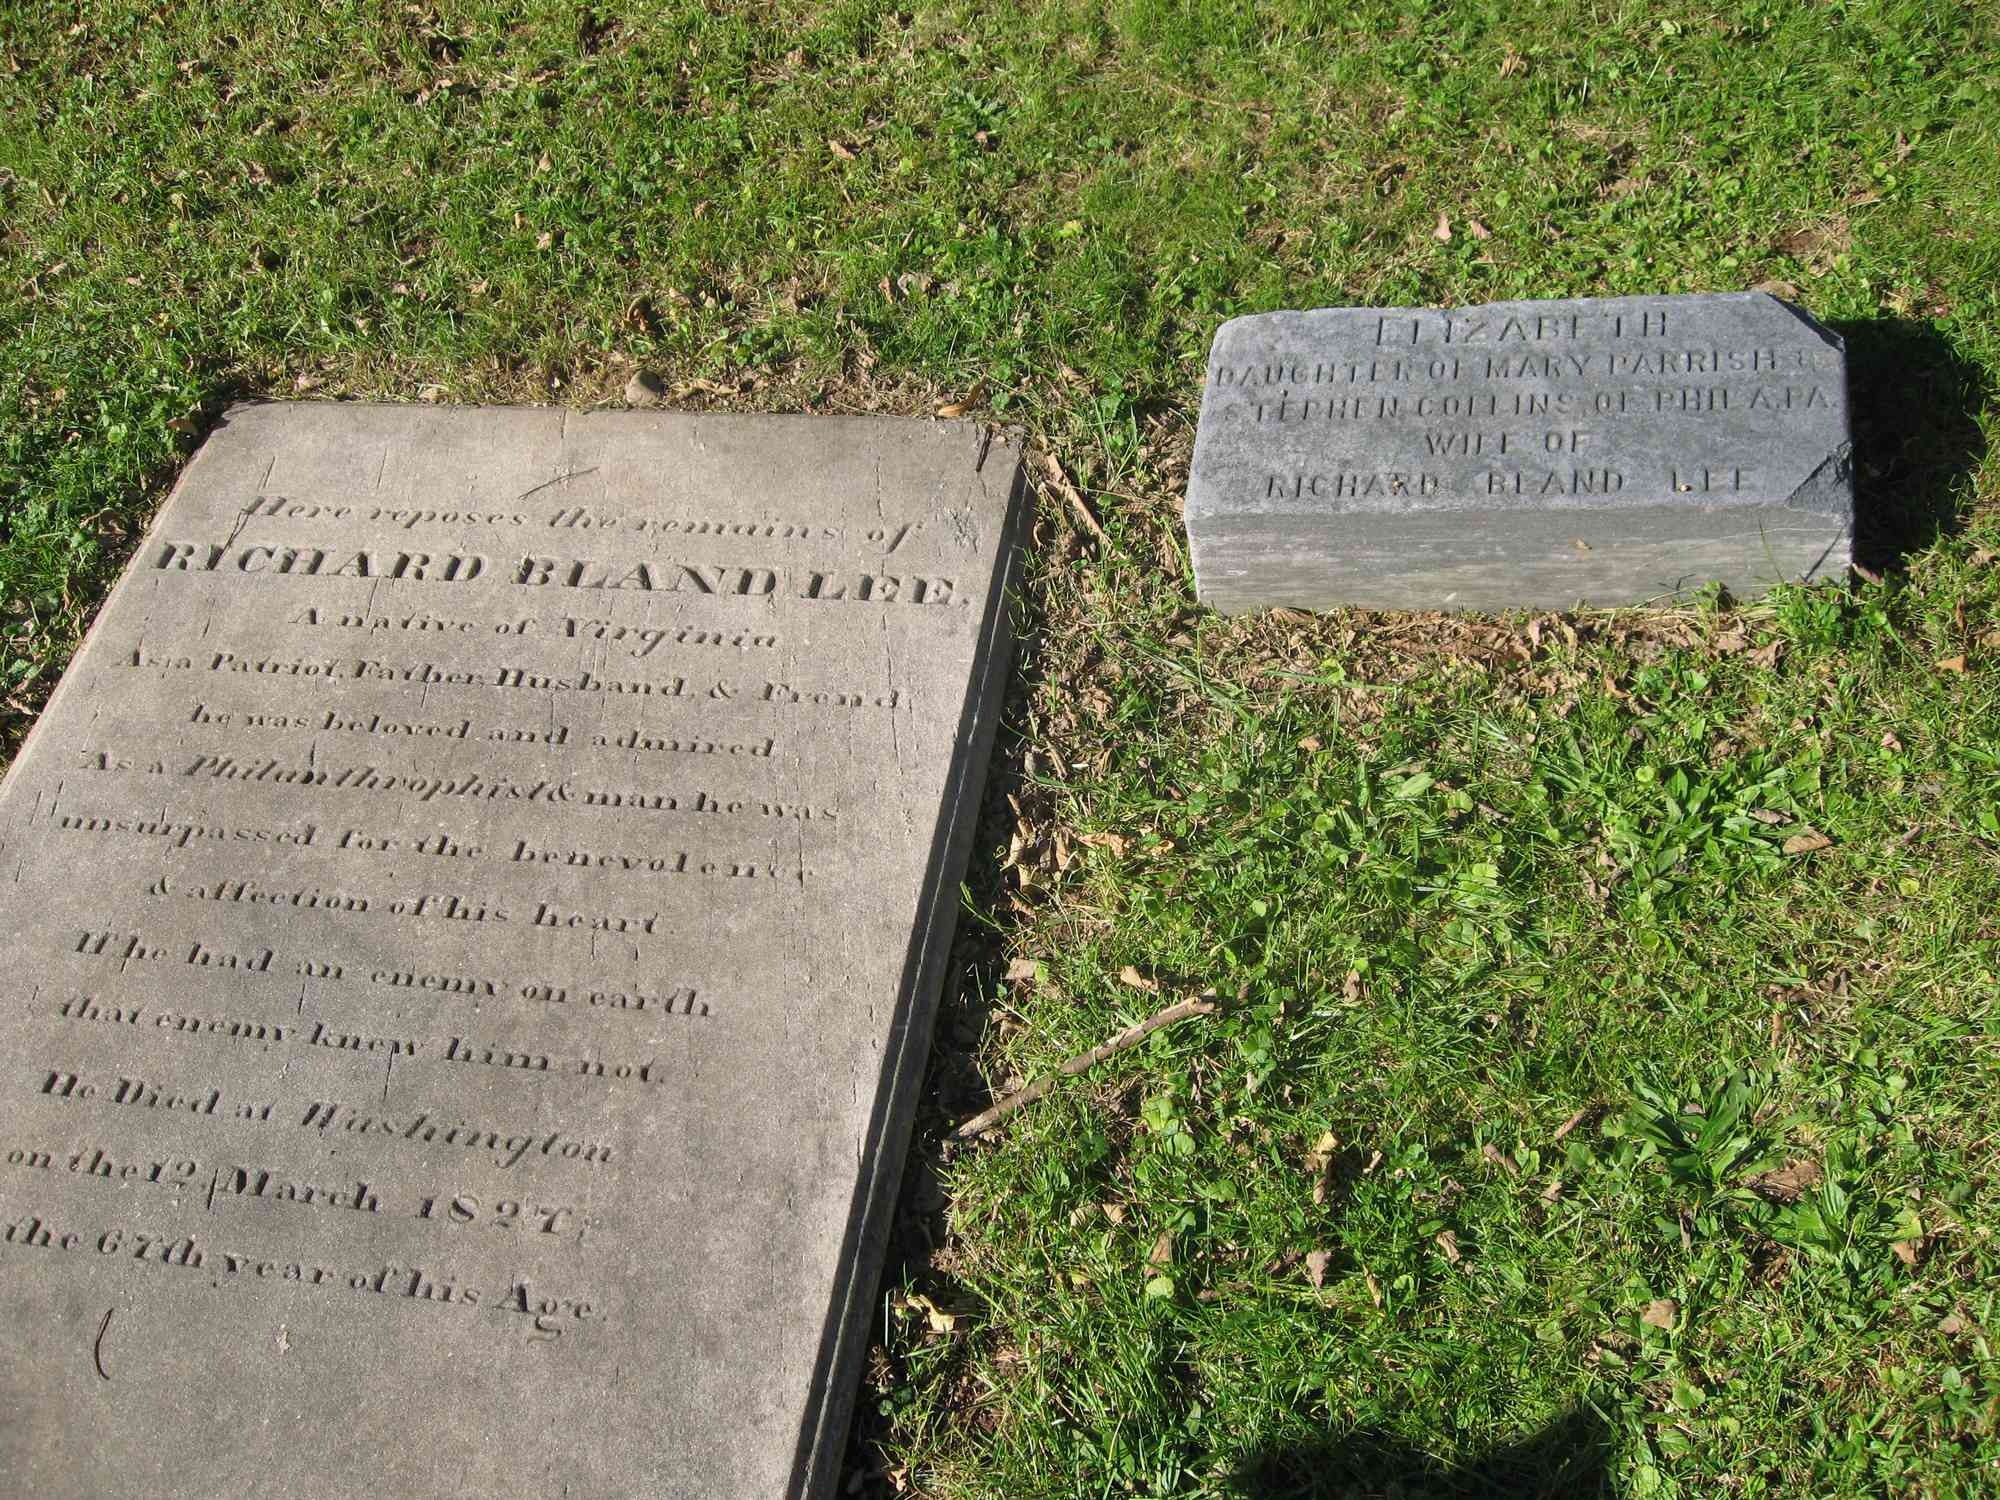 Here reposes the remains of
RICHARD BLAND LEE.
A native of Virginia
As a Patriot, Father, Husband, & Frend
he was beloved and admired
As a Philanthrophist & man he was
unsurpassed for the benevolence
& affection of his heart.
If he had an enemy on earth
that enemy knew him not.
He Died at Washington
on the 12. March 1827;
the 67th year of his Age.
ELIZABETH
DAUGHTER OF MARY PARRISH &
STEPHEN COLLINS, OF PHILA. PA.
WIFE OF
RICHARD BLAND LEE